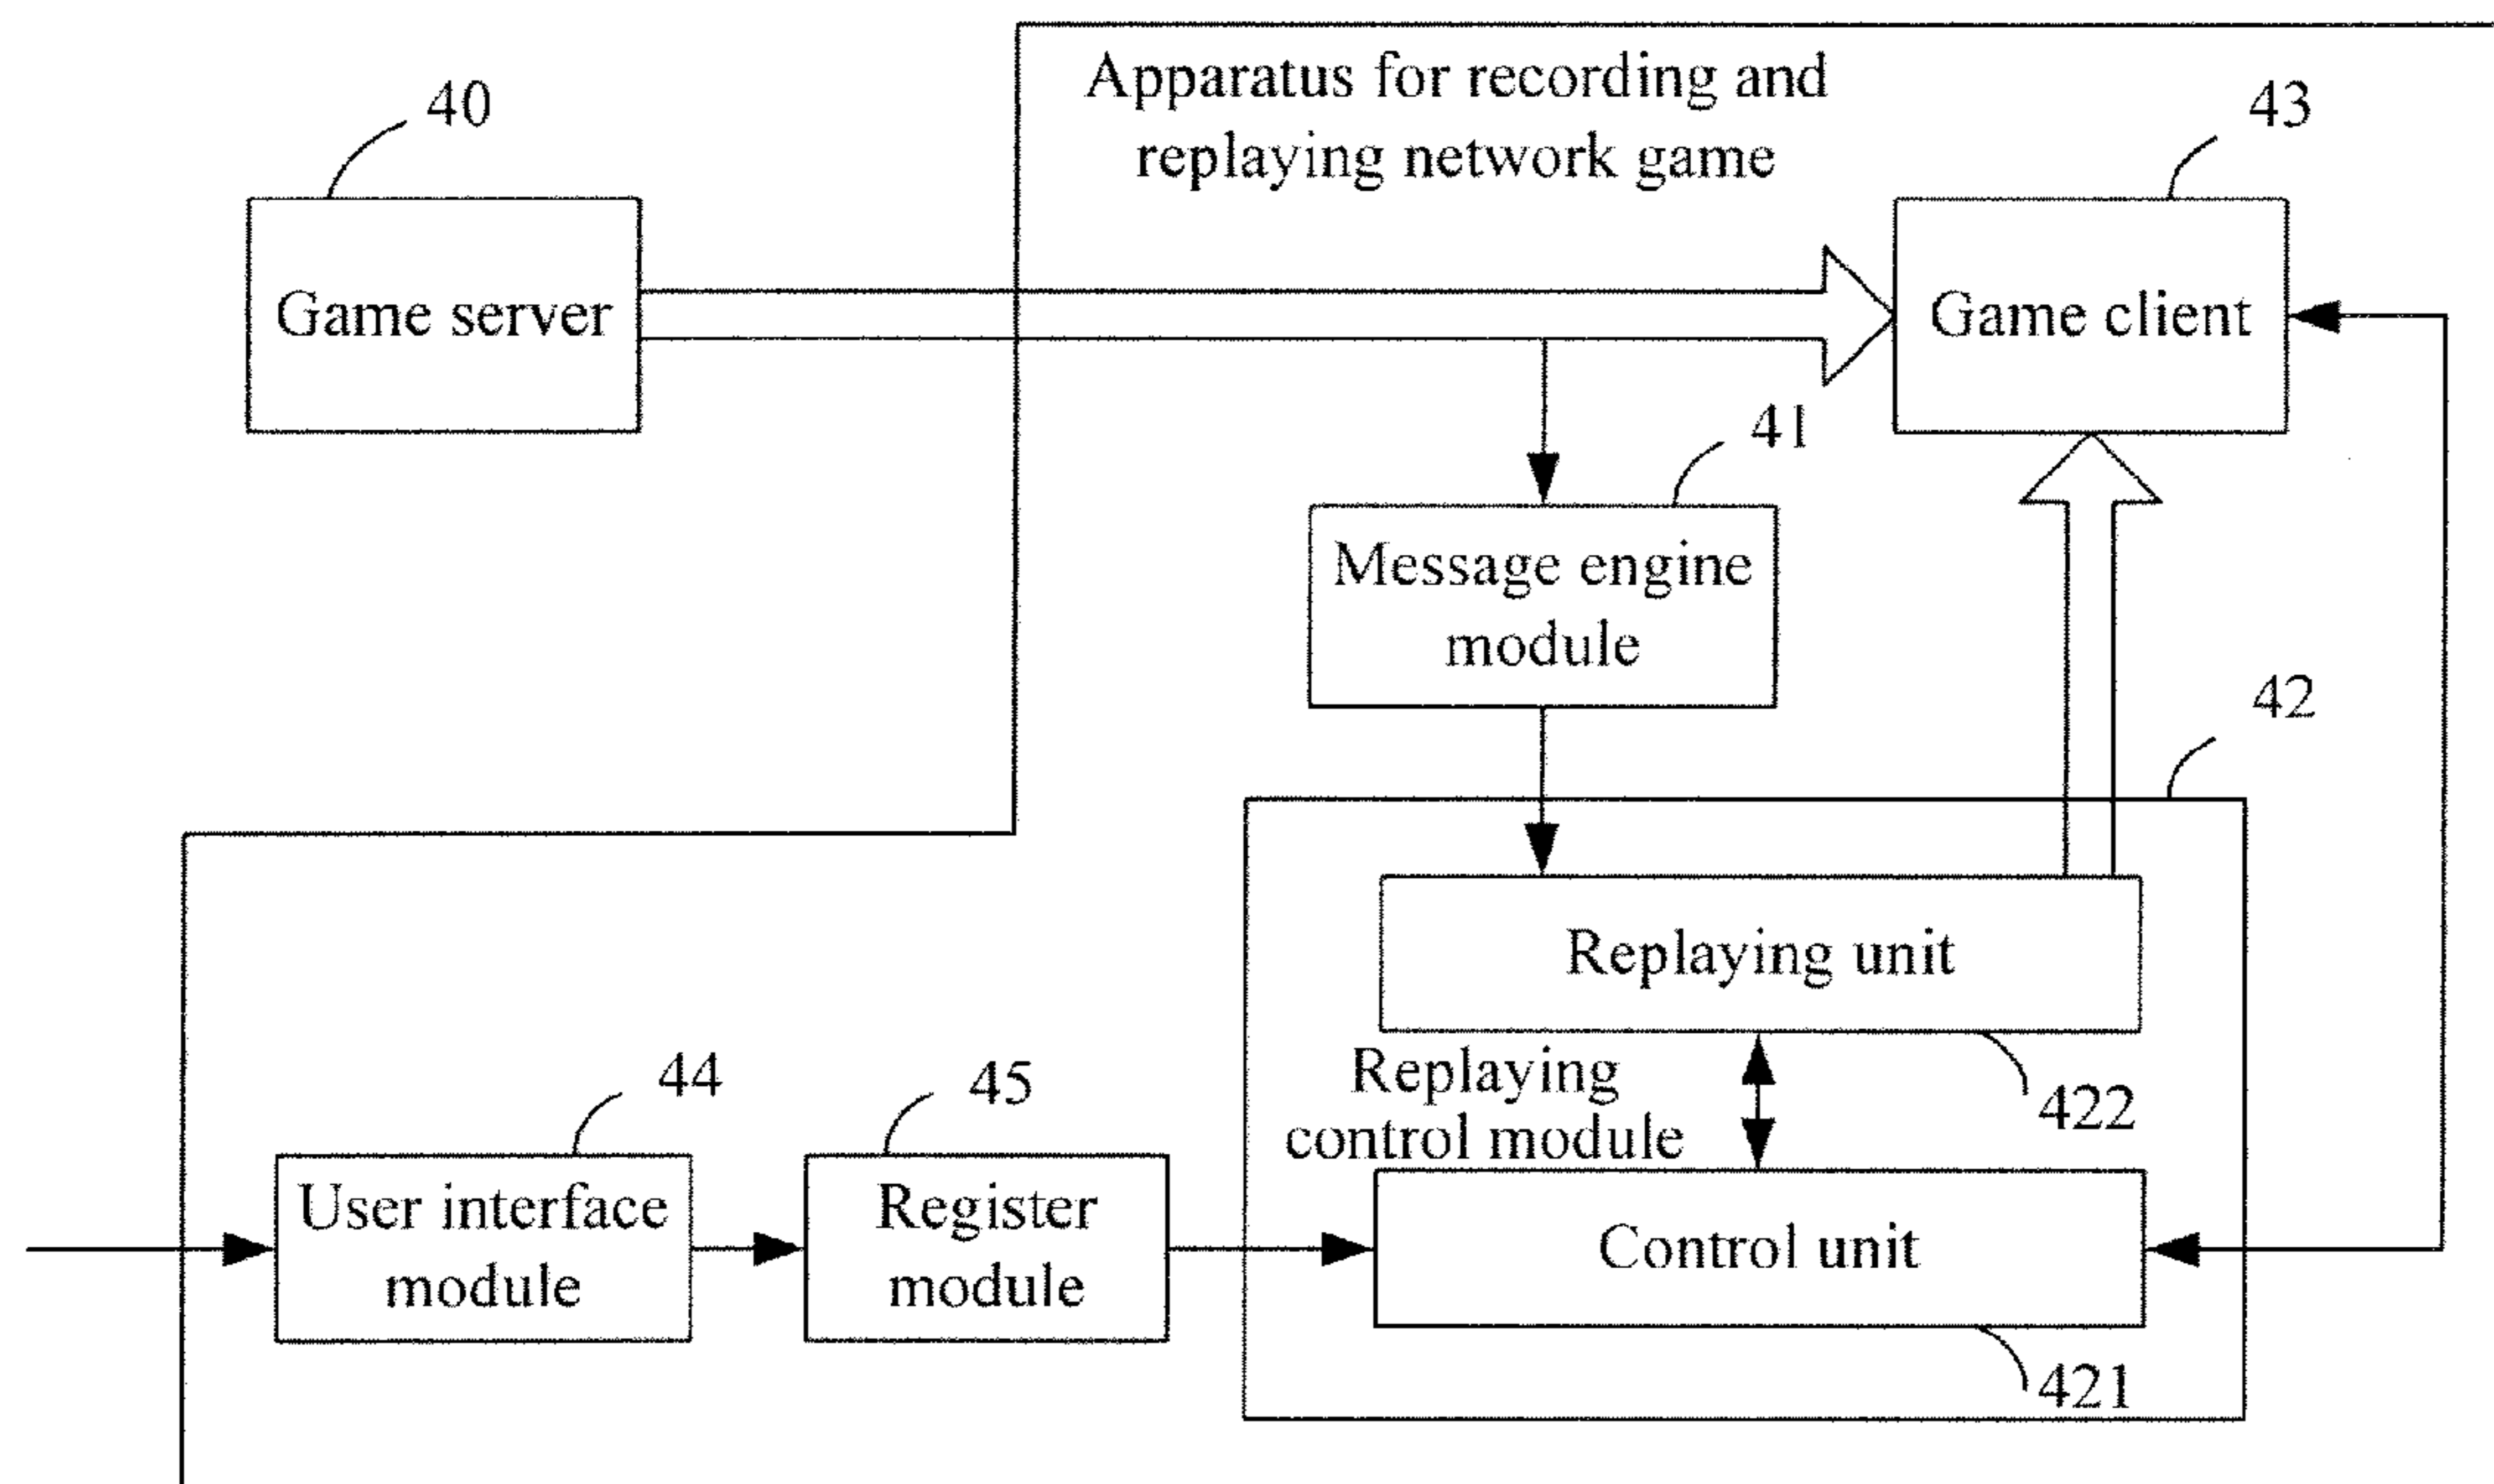 Apparatus for recording and
replaying network game
40
43
Game server
Game client
41
Message engine
module
42
Replaying unit
422
Replaying
control module
44
45
User interface
module
Register
module
Control unit
421